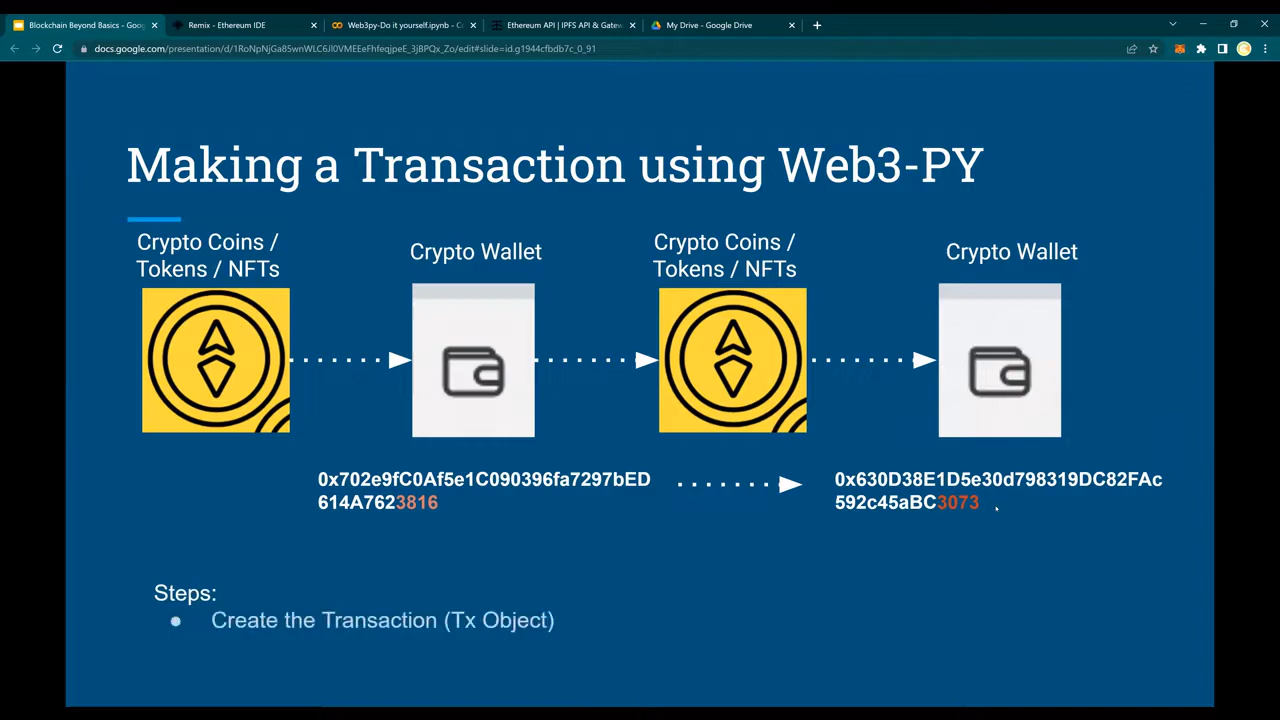 Blockchain Beyond Basics - Goog
Remix - Ethereum IDE
Web3py-Do it yourself.ipynb - Co
Ethereum API | IPFS API & Gatew
My Drive - Google Drive
docs.google.com/presentation/d/1RoNpNjGa85wnWLC6Jl0VMEEeFhfeqjpeE_3jBPQx_Zo/edit#slide=id.g1944cfbdb7c_0_91
Making a Transaction using Web3-PY
Crypto Coins /
Tokens / NFTs
Crypto Wallet
Crypto Coins /
Tokens / NFTs
Crypto Wallet
0x702e9fC0Af5e1C090396fa7297bED
614A7623816
0x630D38E1D5e30d798319DC82FAc
592c45aBC3073
Steps:
● Create the Transaction (Tx Object)